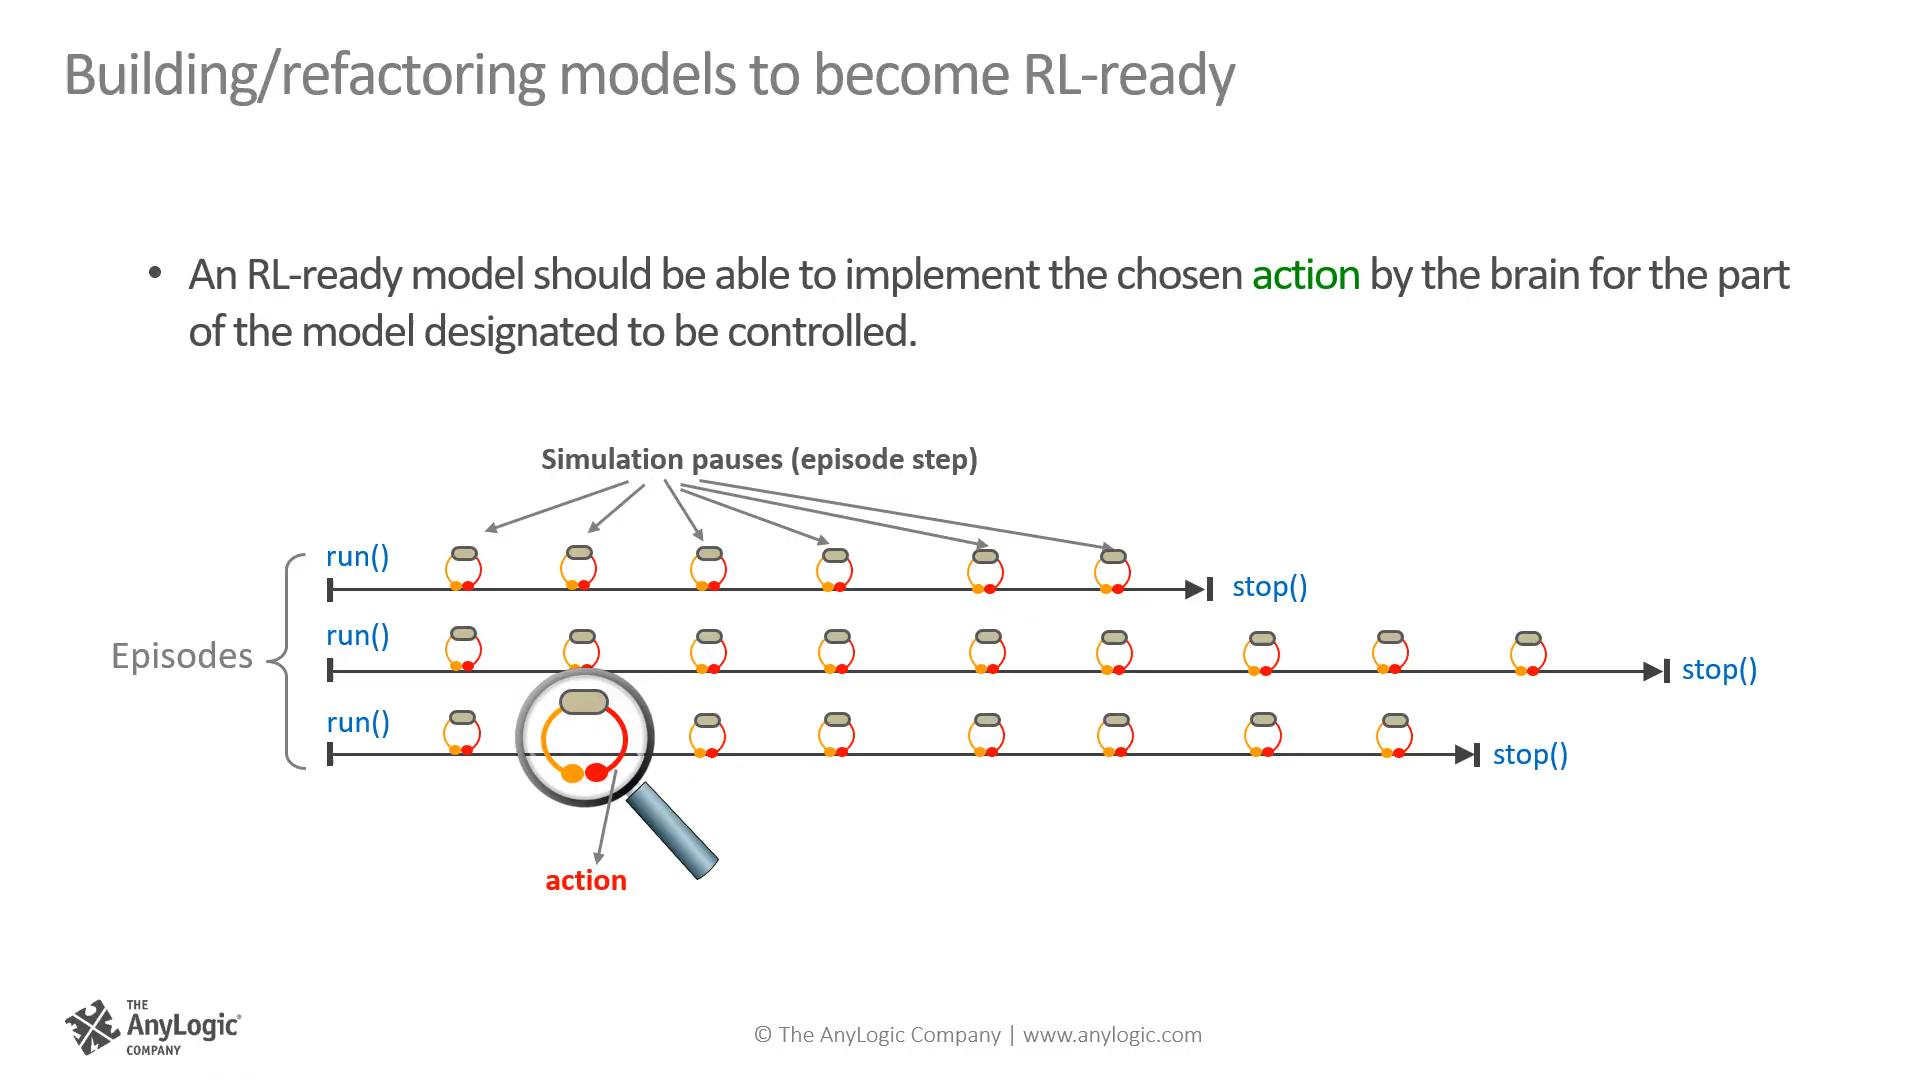 Building/refactoring models to become RL-ready
• An RL-ready model should be able to implement the chosen action by the brain for the part
of the model designated to be controlled.
Simulation pauses (episode step)
run()
stop()
Episodes
run()
stop()
run()
stop()
action
THE
AnyLogic®
COMPANY
© The AnyLogic Company | www.anylogic.com